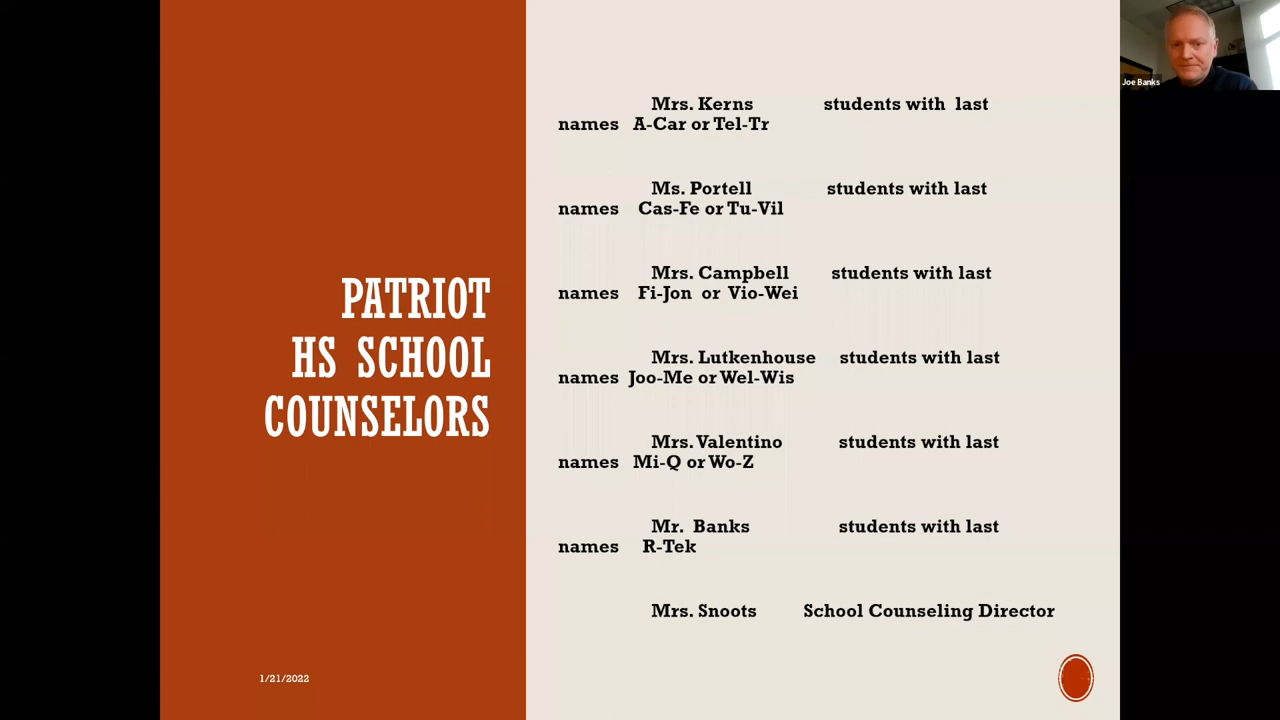 PATRIOT
HS SCHOOL
COUNSELORS
1/21/2022
Mrs. Kerns students with last
names A-Car or Tel-Tr
Ms. Portell students with last
names Cas-Fe or Tu-Vil
Mrs. Campbell students with last
names Fi-Jon or Vio-Wei
Mrs. Lutkenhouse students with last
names Joo-Me or Wel-Wis
Mrs. Valentino students with last
names Mi-Q or Wo-Z
Mr. Banks students with last
names R-Tek
Mrs. Snoots School Counseling Director
Joe Banks